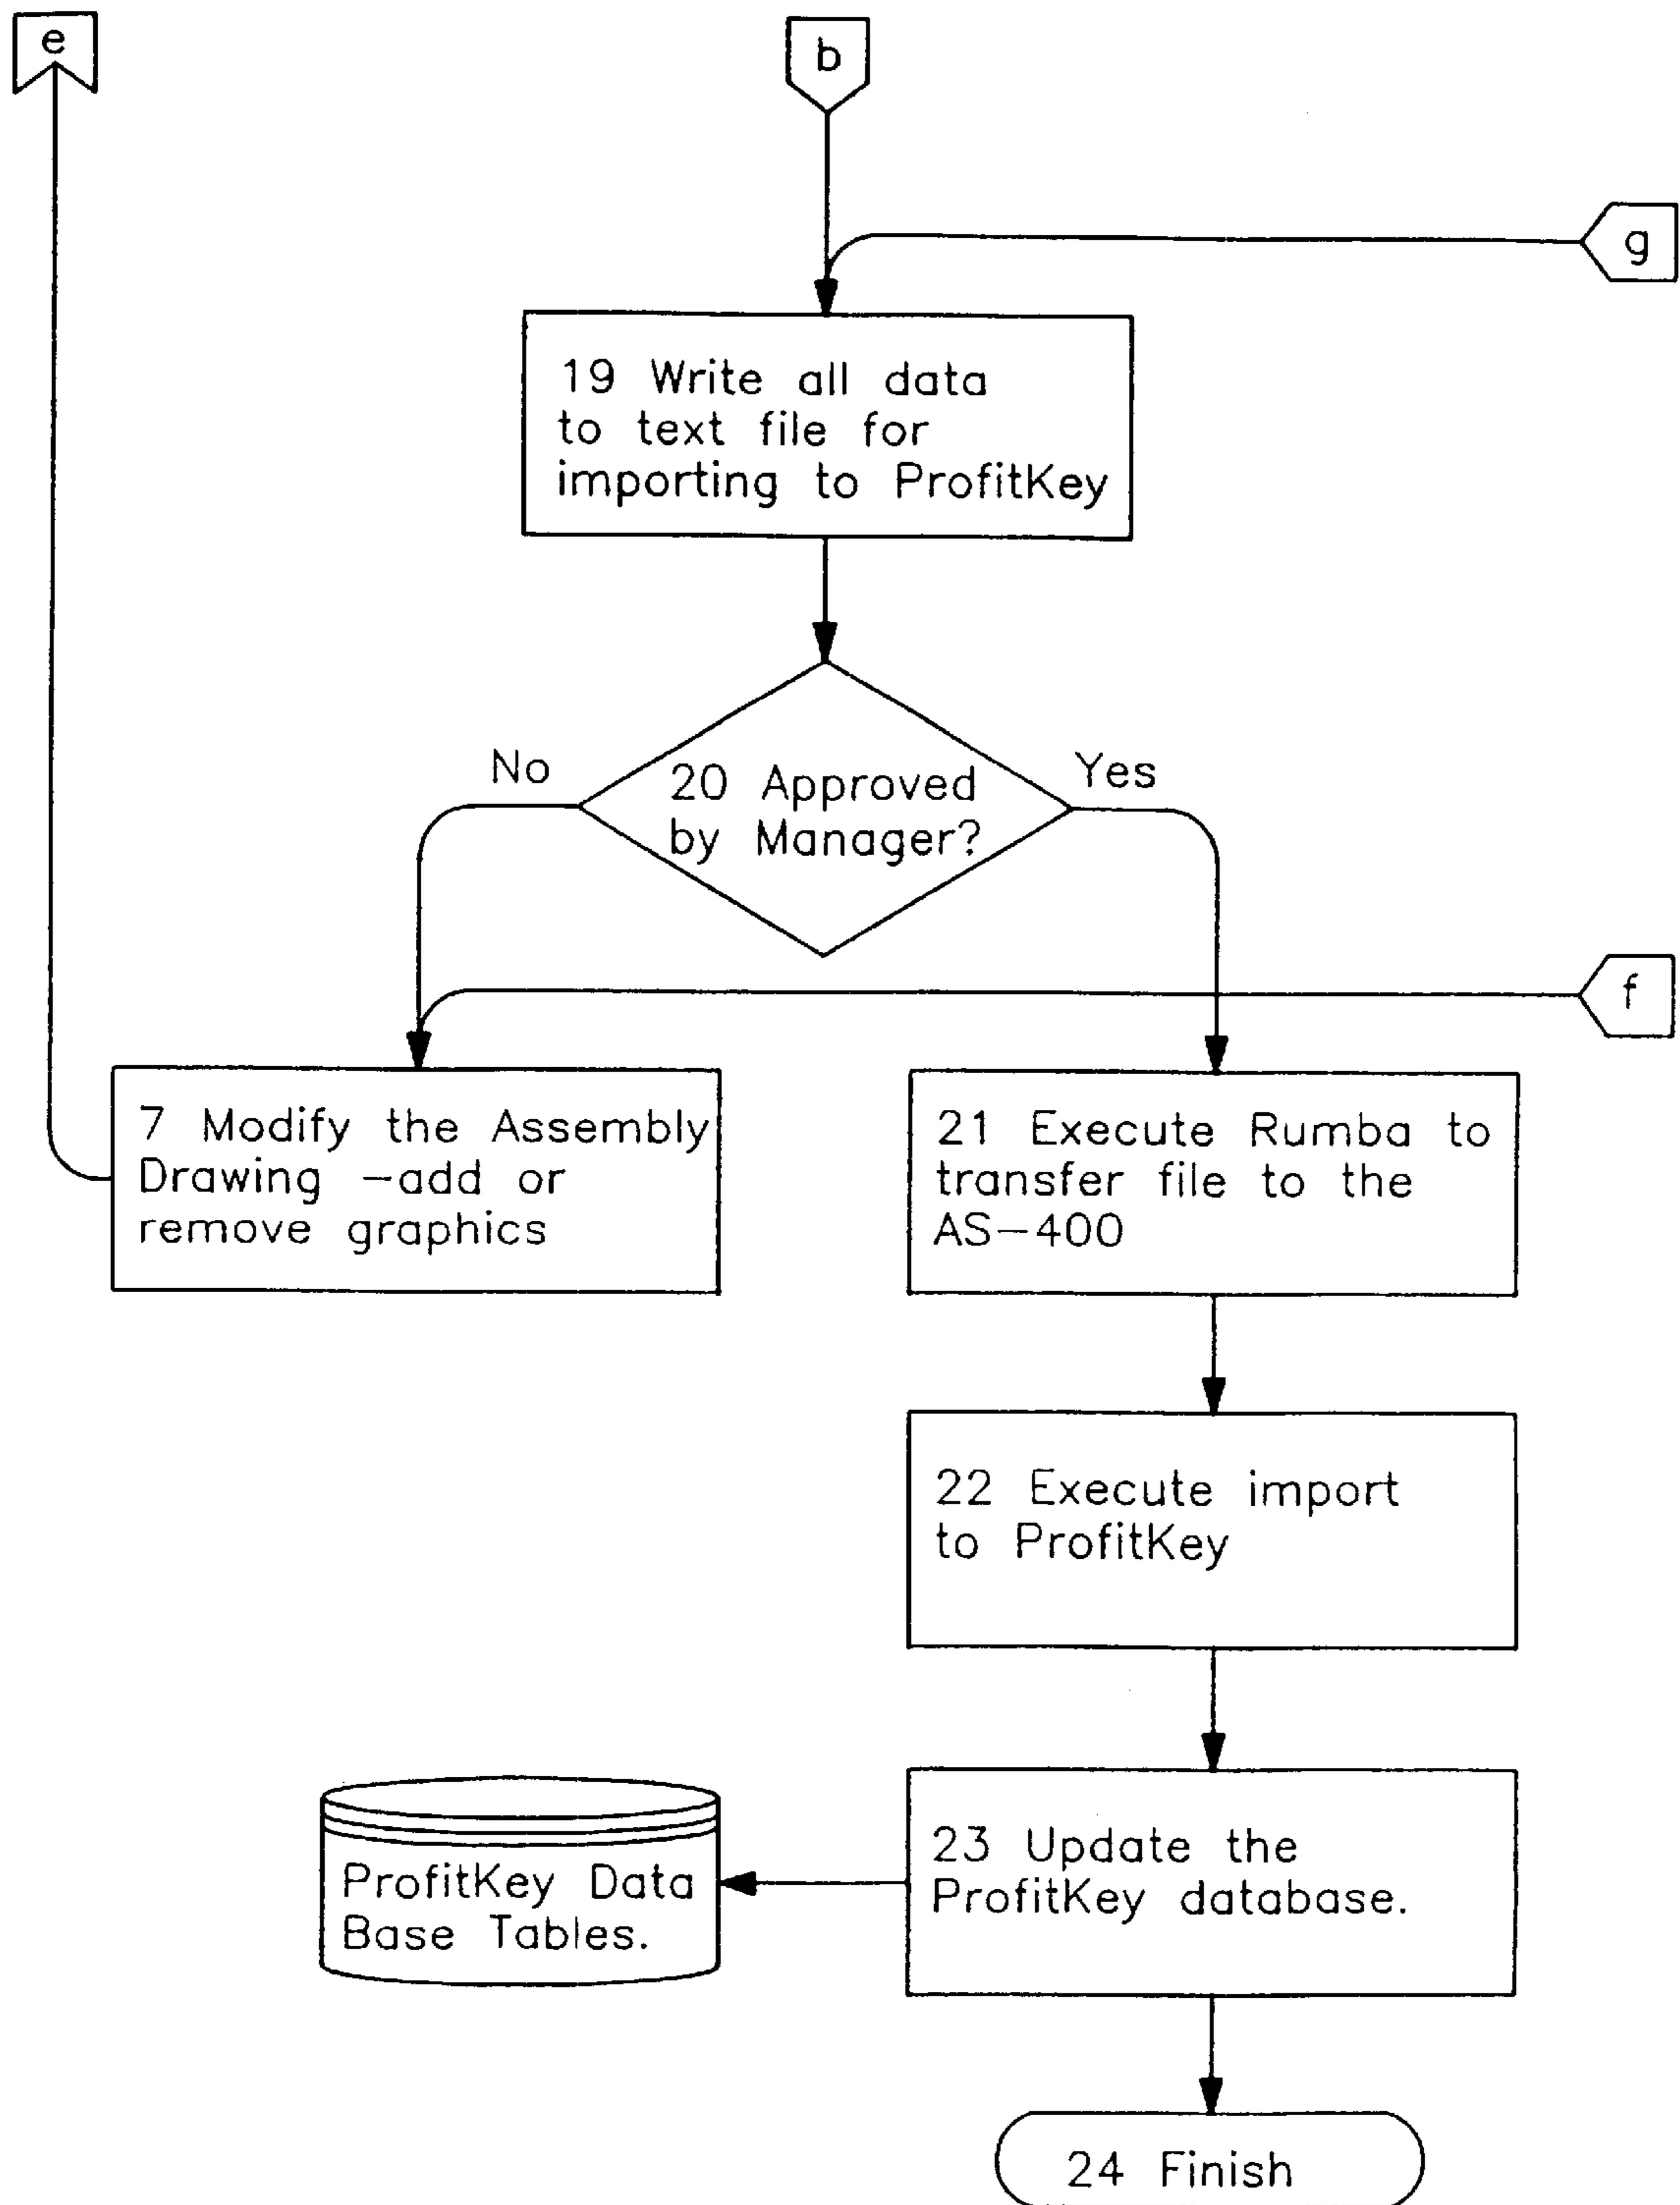 e
b
g
19 Write all data
to text file for
importing to ProfitKey
No
20 Approved
by Manager?
Yes
f
7 Modify the Assembly
Drawing -add or
remove graphics
21 Execute Rumba to
transfer file to the
AS-400
22 Execute import
to ProfitKey
23 Update the
ProfitKey database.
ProfitKey Data
Base Tables.
24 Finish